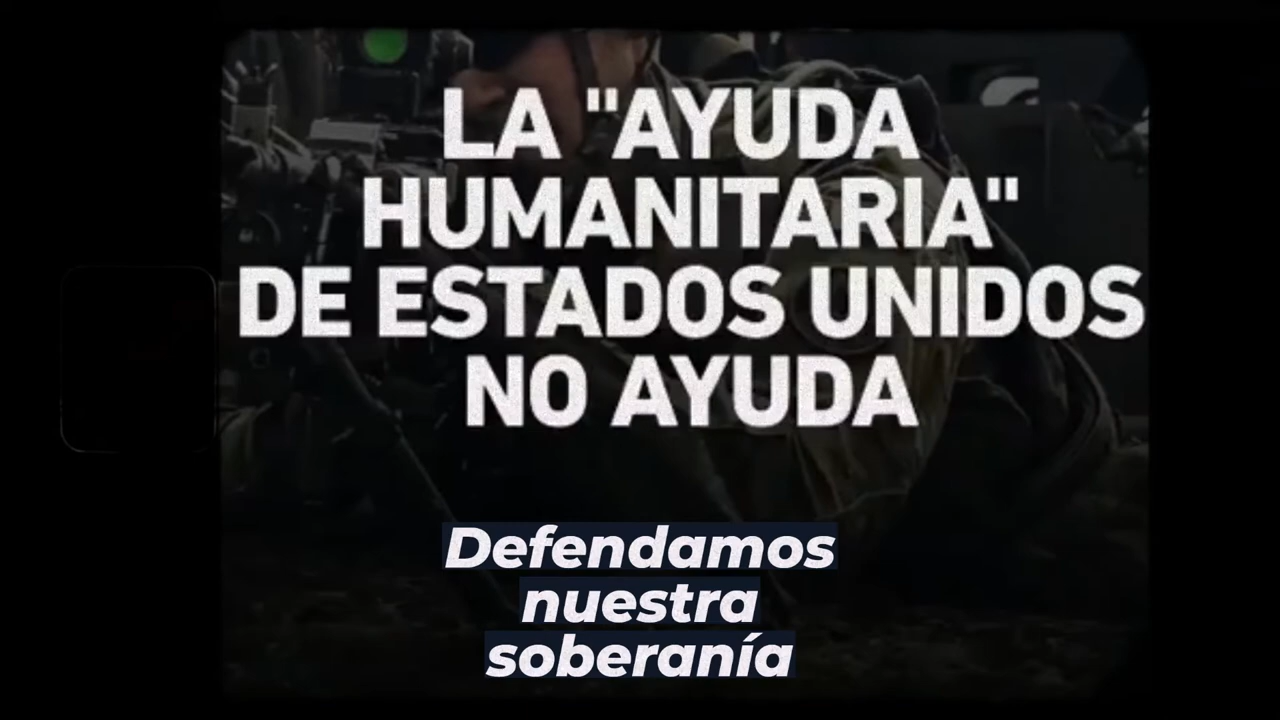 LA "AYUDA
HUMANITARIA"
DE ESTADOS UNIDOS
NO AYUDA
Defendamos
nuestra
soberanía